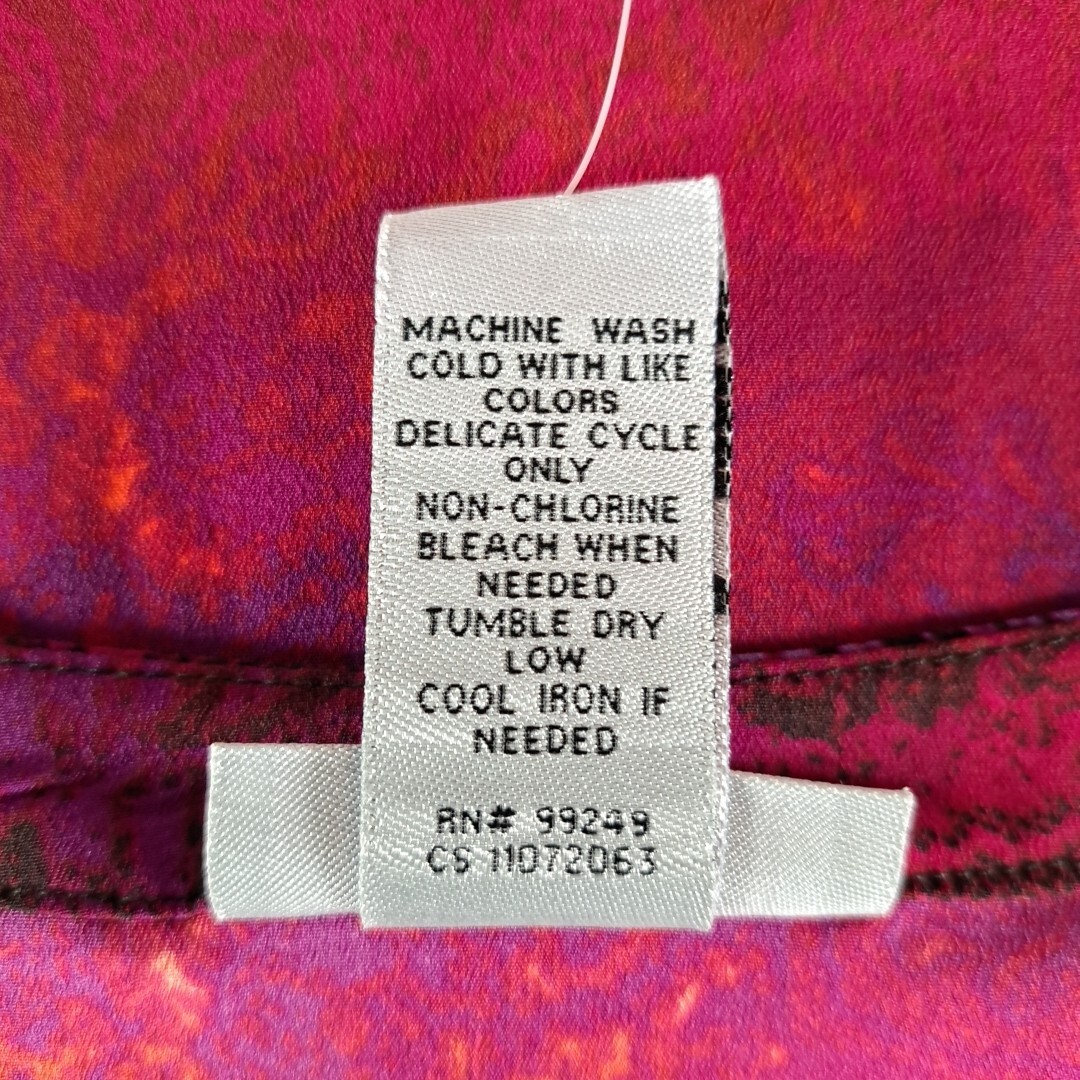 MACHINE WASH
COLD WITH LIKE
COLORS
DELICATE CYCLE
ONLY
NON-CHLORINE
BLEACH WHEN
NEEDED
TUMBLE DRY
LOW
COOL IRON IF
NEEDED
RN# 99249
CS 11072063